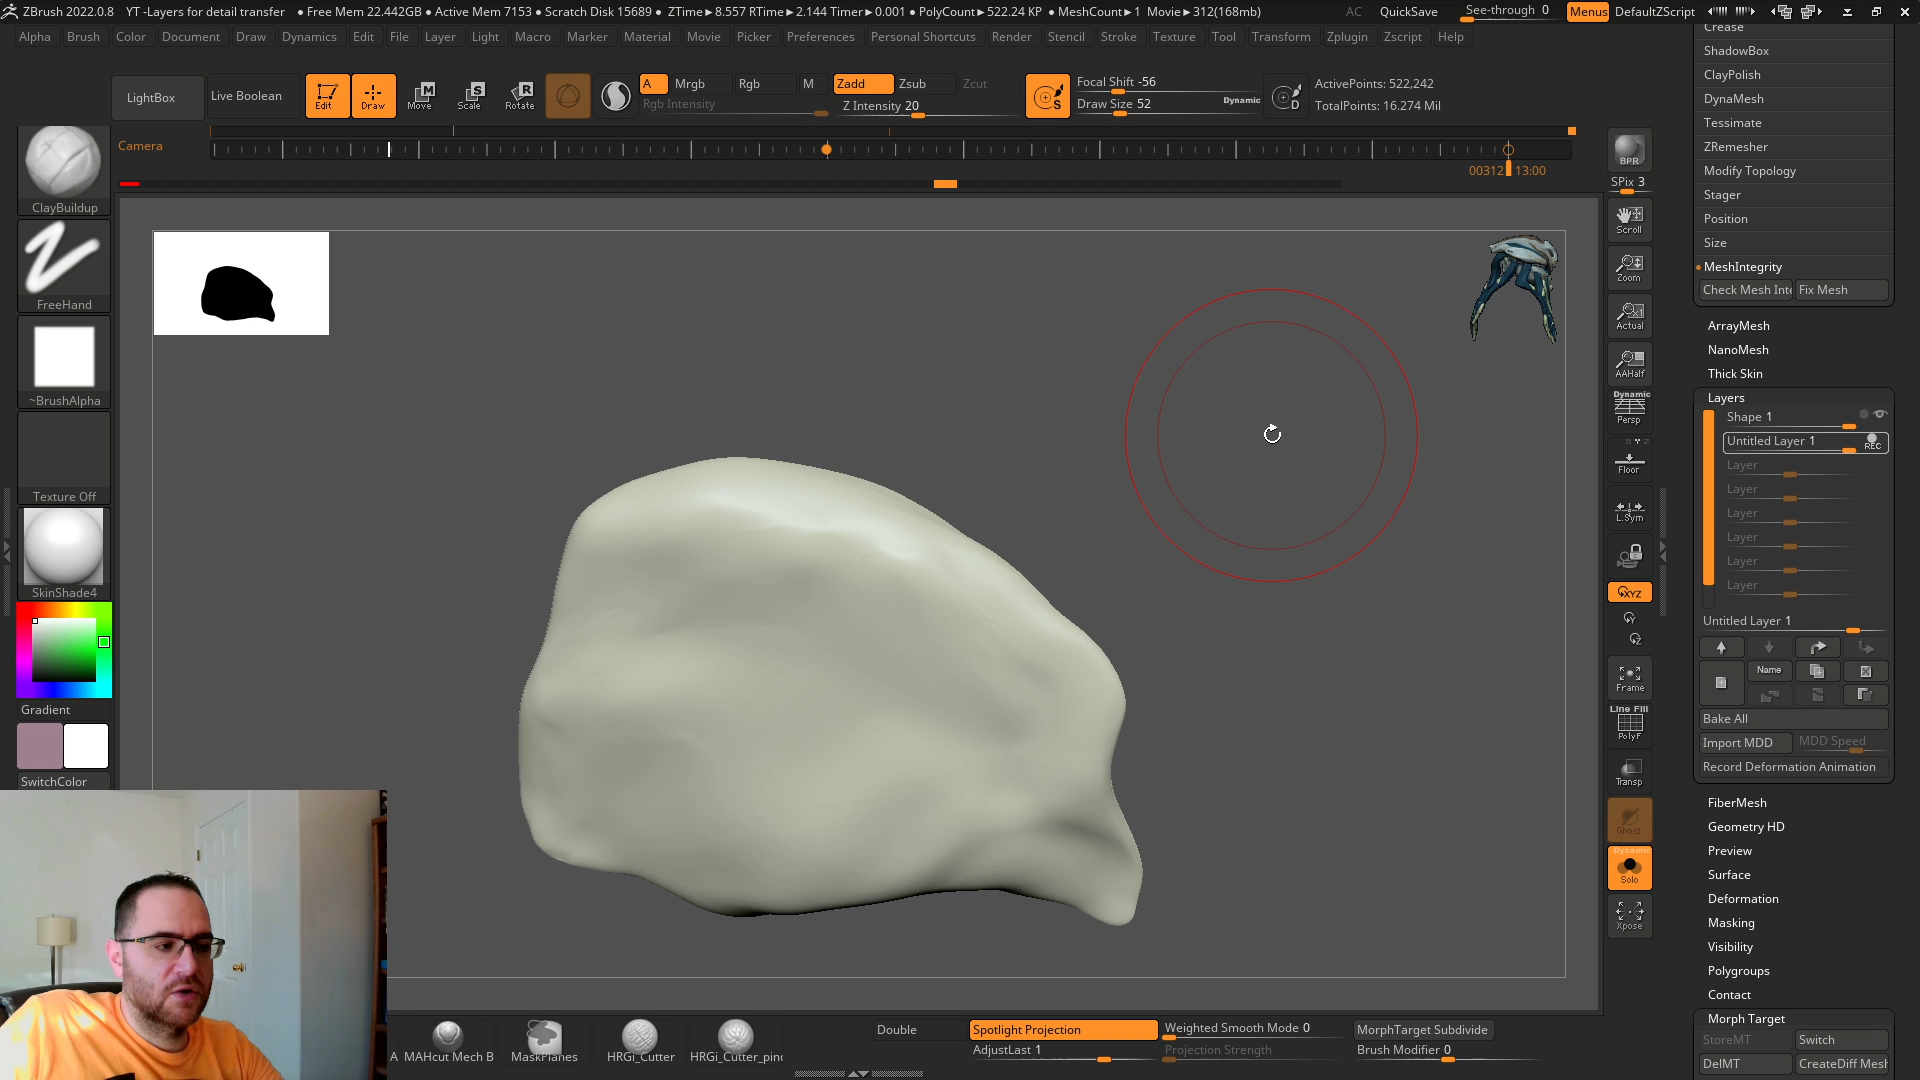 ZBrush 2022.0.8 YT -Layers for detail transfer ● Free Mem 22.442GB ● Active Mem 7153 ● Scratch Disk 15689 ● ZTime►8.557 RTime►2.144 Timer►0.001 ● PolyCount►522.24 KP ● MeshCount►1 Movie►312(168mb) AC QuickSave See-through 0 Menus DefaultZScript
Alpha Brush Color Document Draw Dynamics Edit File Layer Light Macro Marker Material Movie Picker Preferences Personal Shortcuts Render Stencil Stroke Texture Tool Transform Zplugin Zscript Help
LightBox Live Boolean Edit Draw Move Scale Rotate A Mrgb Rgb M Zadd Zsub Zcut Focal Shift -56 ActivePoints: 522,242
Rgb Intensity Z Intensity 20 Draw Size 52 Dynamic TotalPoints: 16.274 Mil
M S R S D
Camera
00312 13:00
ClayBuildup
FreeHand
~BrushAlpha
Texture Off
SkinShade4
Gradient
SwitchColor
BPR
SPix 3
Scroll
Zoom
Actual
AAHalf
Dynamic
Persp
Floor
L.Sym
XYZ
Y
Z
Frame
Line Fill
PolyF
Transp
Ghost
Dynamic
Solo
Xpose
Crease
ShadowBox
ClayPolish
DynaMesh
Tessimate
ZRemesher
Modify Topology
Stager
Position
Size
MeshIntegrity
Check Mesh Inte Fix Mesh
ArrayMesh
NanoMesh
Thick Skin
Layers
Shape 1
Untitled Layer 1 REC
Layer
Layer
Layer
Layer
Layer
Layer
Untitled Layer 1
Name
Bake All
Import MDD MDD Speed
Record Deformation Animation
FiberMesh
Geometry HD
Preview
Surface
Deformation
Masking
Visibility
Polygroups
Contact
Morph Target
StoreMT Switch
DelMT CreateDiff Mesh
A MAHcut Mech B MaskPlanes HRGi_Cutter HRGi_Cutter_pinc
Double Spotlight Projection Weighted Smooth Mode 0 MorphTarget Subdivide
AdjustLast 1 Projection Strength Brush Modifier 0